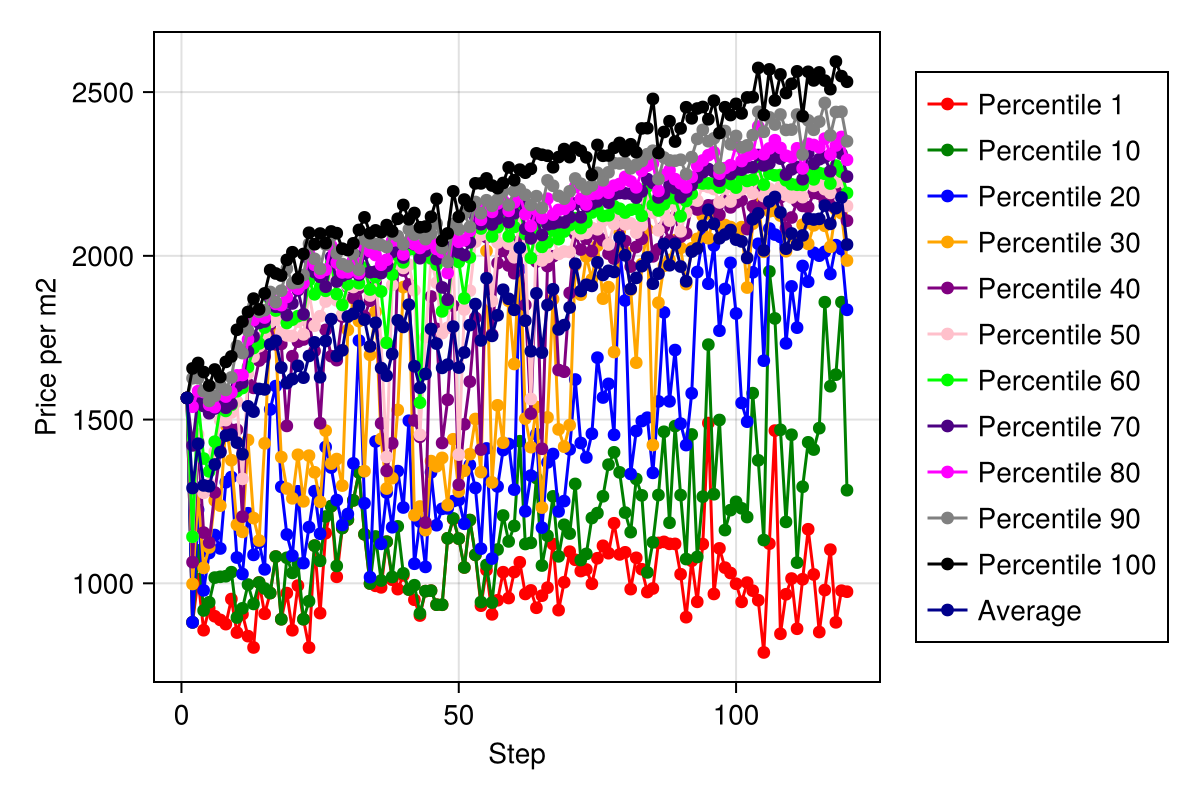 Price per m2
2500
2000
1500
1000
0
50
100
Step
Percentile 1
Percentile 10
Percentile 20
Percentile 30
Percentile 40
Percentile 50
Percentile 60
Percentile 70
Percentile 80
Percentile 90
Percentile 100
Average